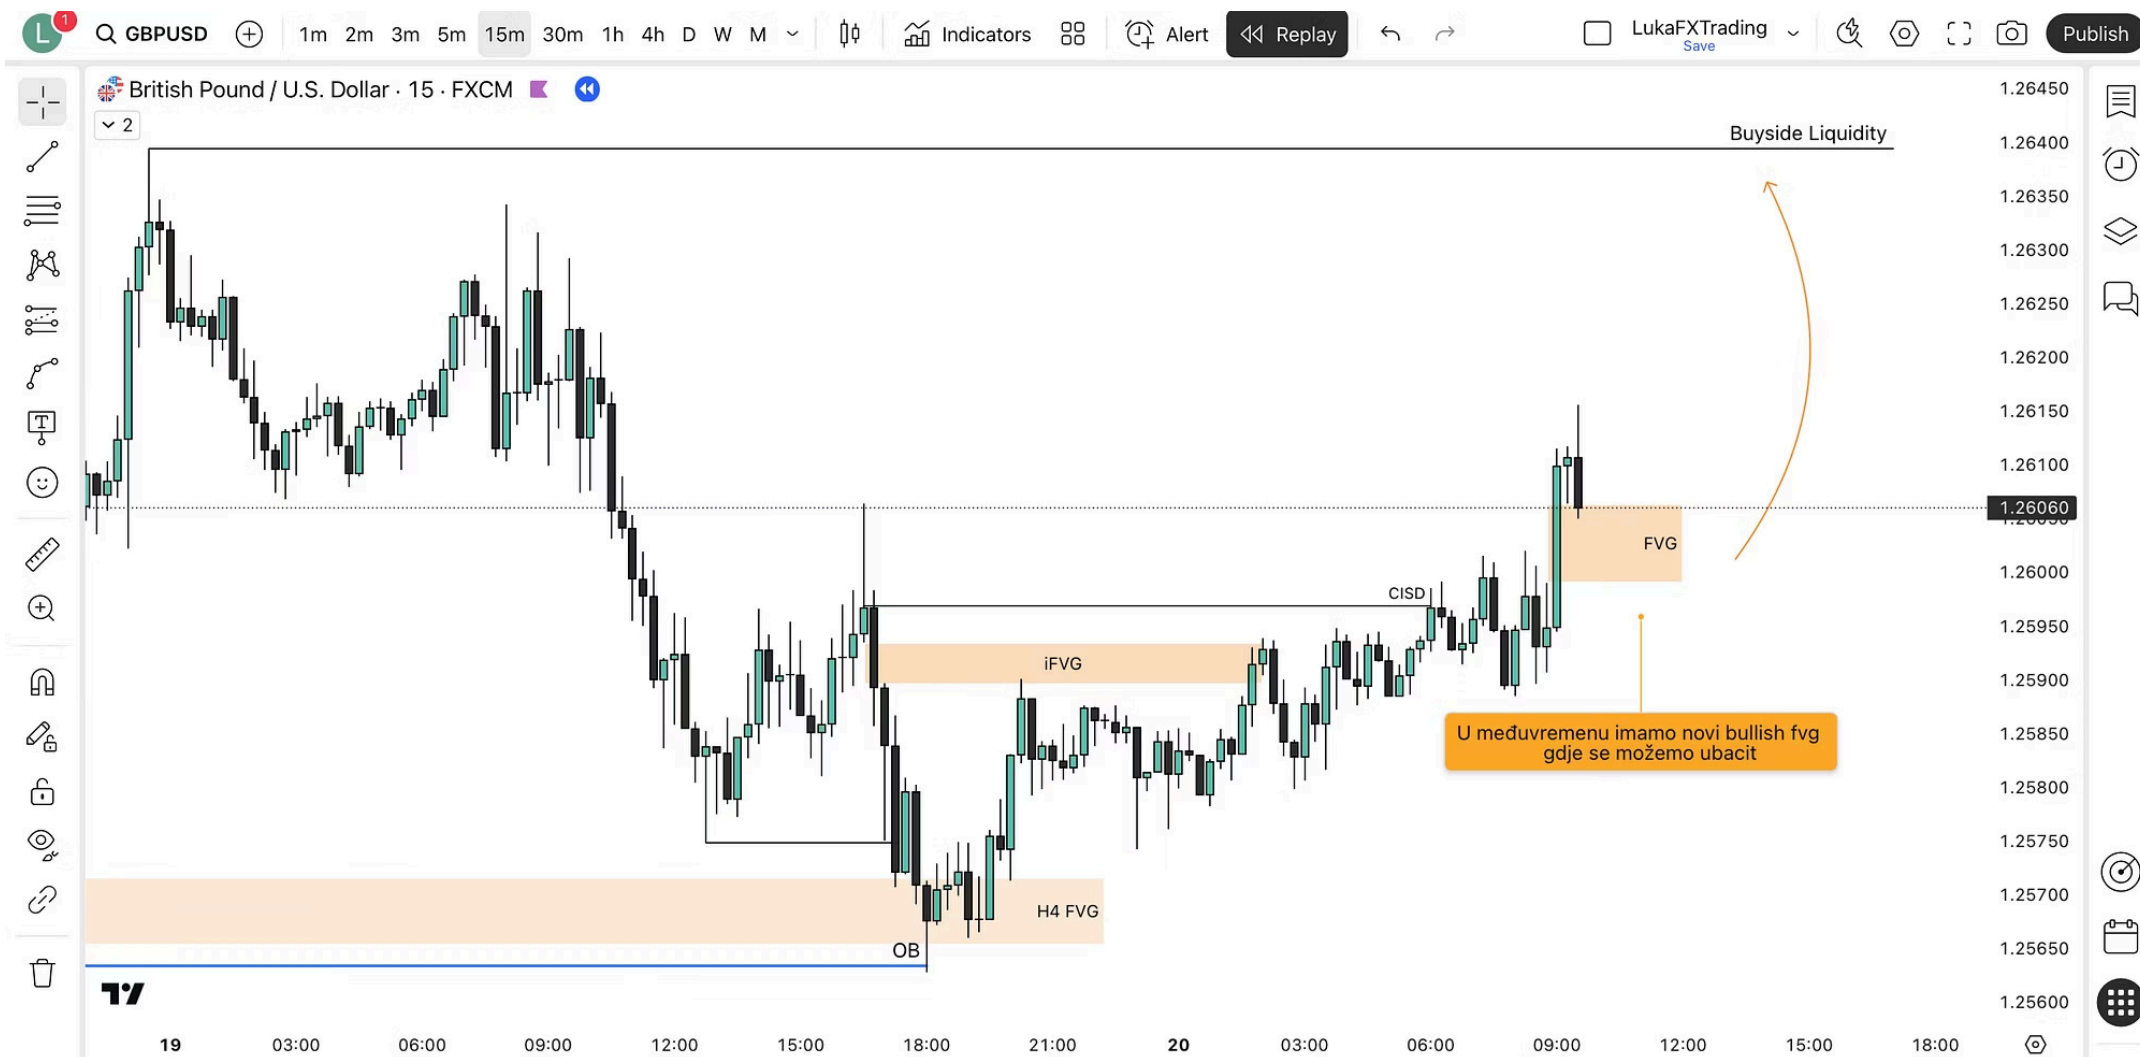 L
1
GBPUSD
1m 2m 3m 5m 15m 30m 1h 4h D W M
Indicators
Alert
Replay
LukaFXTrading
Save
Publish
British Pound / U.S. Dollar · 15 · FXCM
2
Buyside Liquidity
CISD
FVG
iFVG
U međuvremenu imamo novi bullish fvg
gdje se možemo ubacit
H4 FVG
OB
1.26450
1.26400
1.26350
1.26300
1.26250
1.26200
1.26150
1.26100
1.26060
1.26000
1.25950
1.25900
1.25850
1.25800
1.25750
1.25700
1.25650
1.25600
19 03:00 06:00 09:00 12:00 15:00 18:00 21:00 20 03:00 06:00 09:00 12:00 15:00 18:00